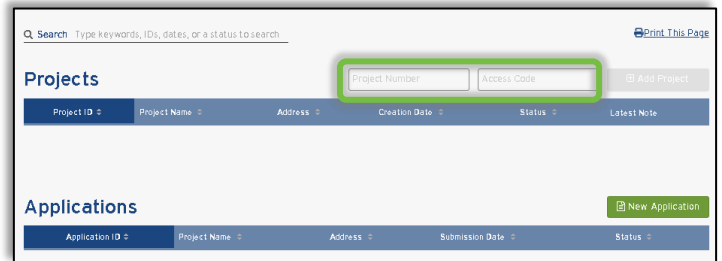 Search Type keywords, IDs, dates, or a status to search
Print This Page
Projects
Project Number Access Code Add Project
Project ID Project Name Address Creation Date Status Latest Note
Applications
New Application
Application ID Project Name Address Submission Date Status